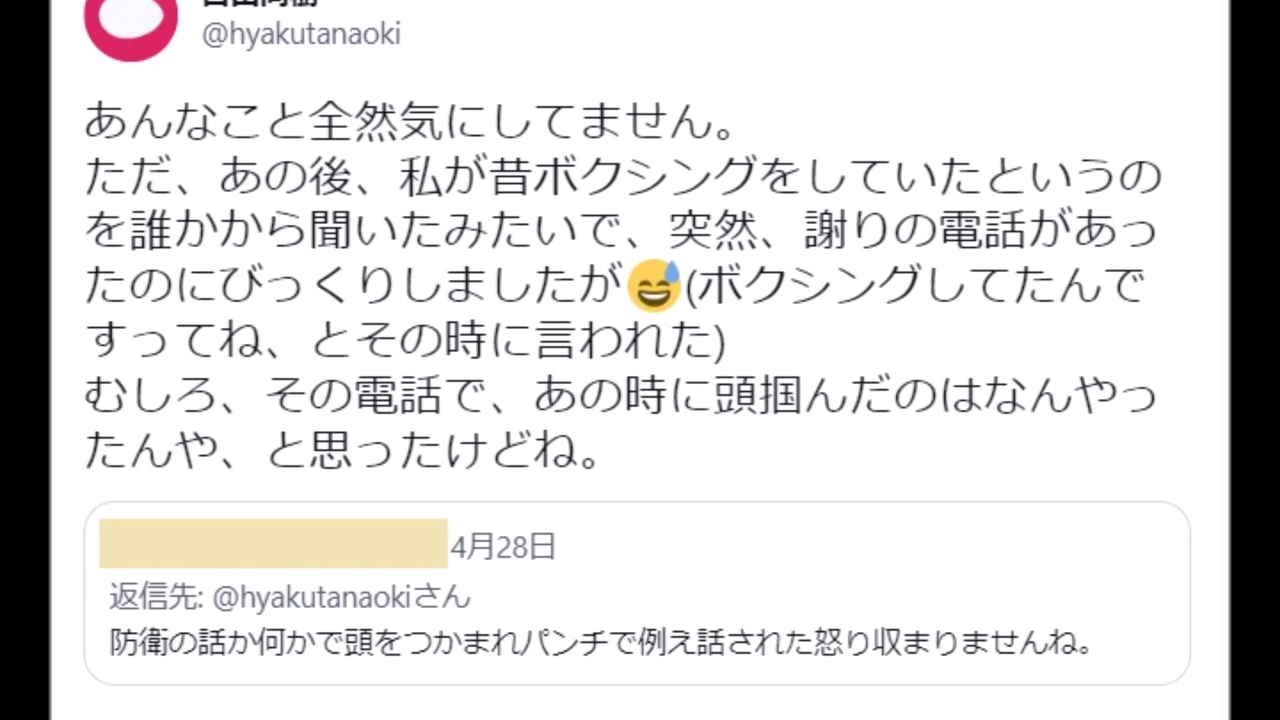 @hyakutanaoki
あんなこと全然気にしてません。
ただ、あの後、私が昔ボクシングをしていたというの
を誰かから聞いたみたいで、突然、謝りの電話があっ
たのにびっくりしましたが😅(ボクシングしてたんで
すってね、とその時に言われた)
むしろ、その電話で、あの時に頭掴んだのはなんやっ
たんや、と思ったけどね。
4月28日
返信先: @hyakutanaokiさん
防衛の話か何かで頭をつかまれパンチで例え話された怒り収まりませんね。